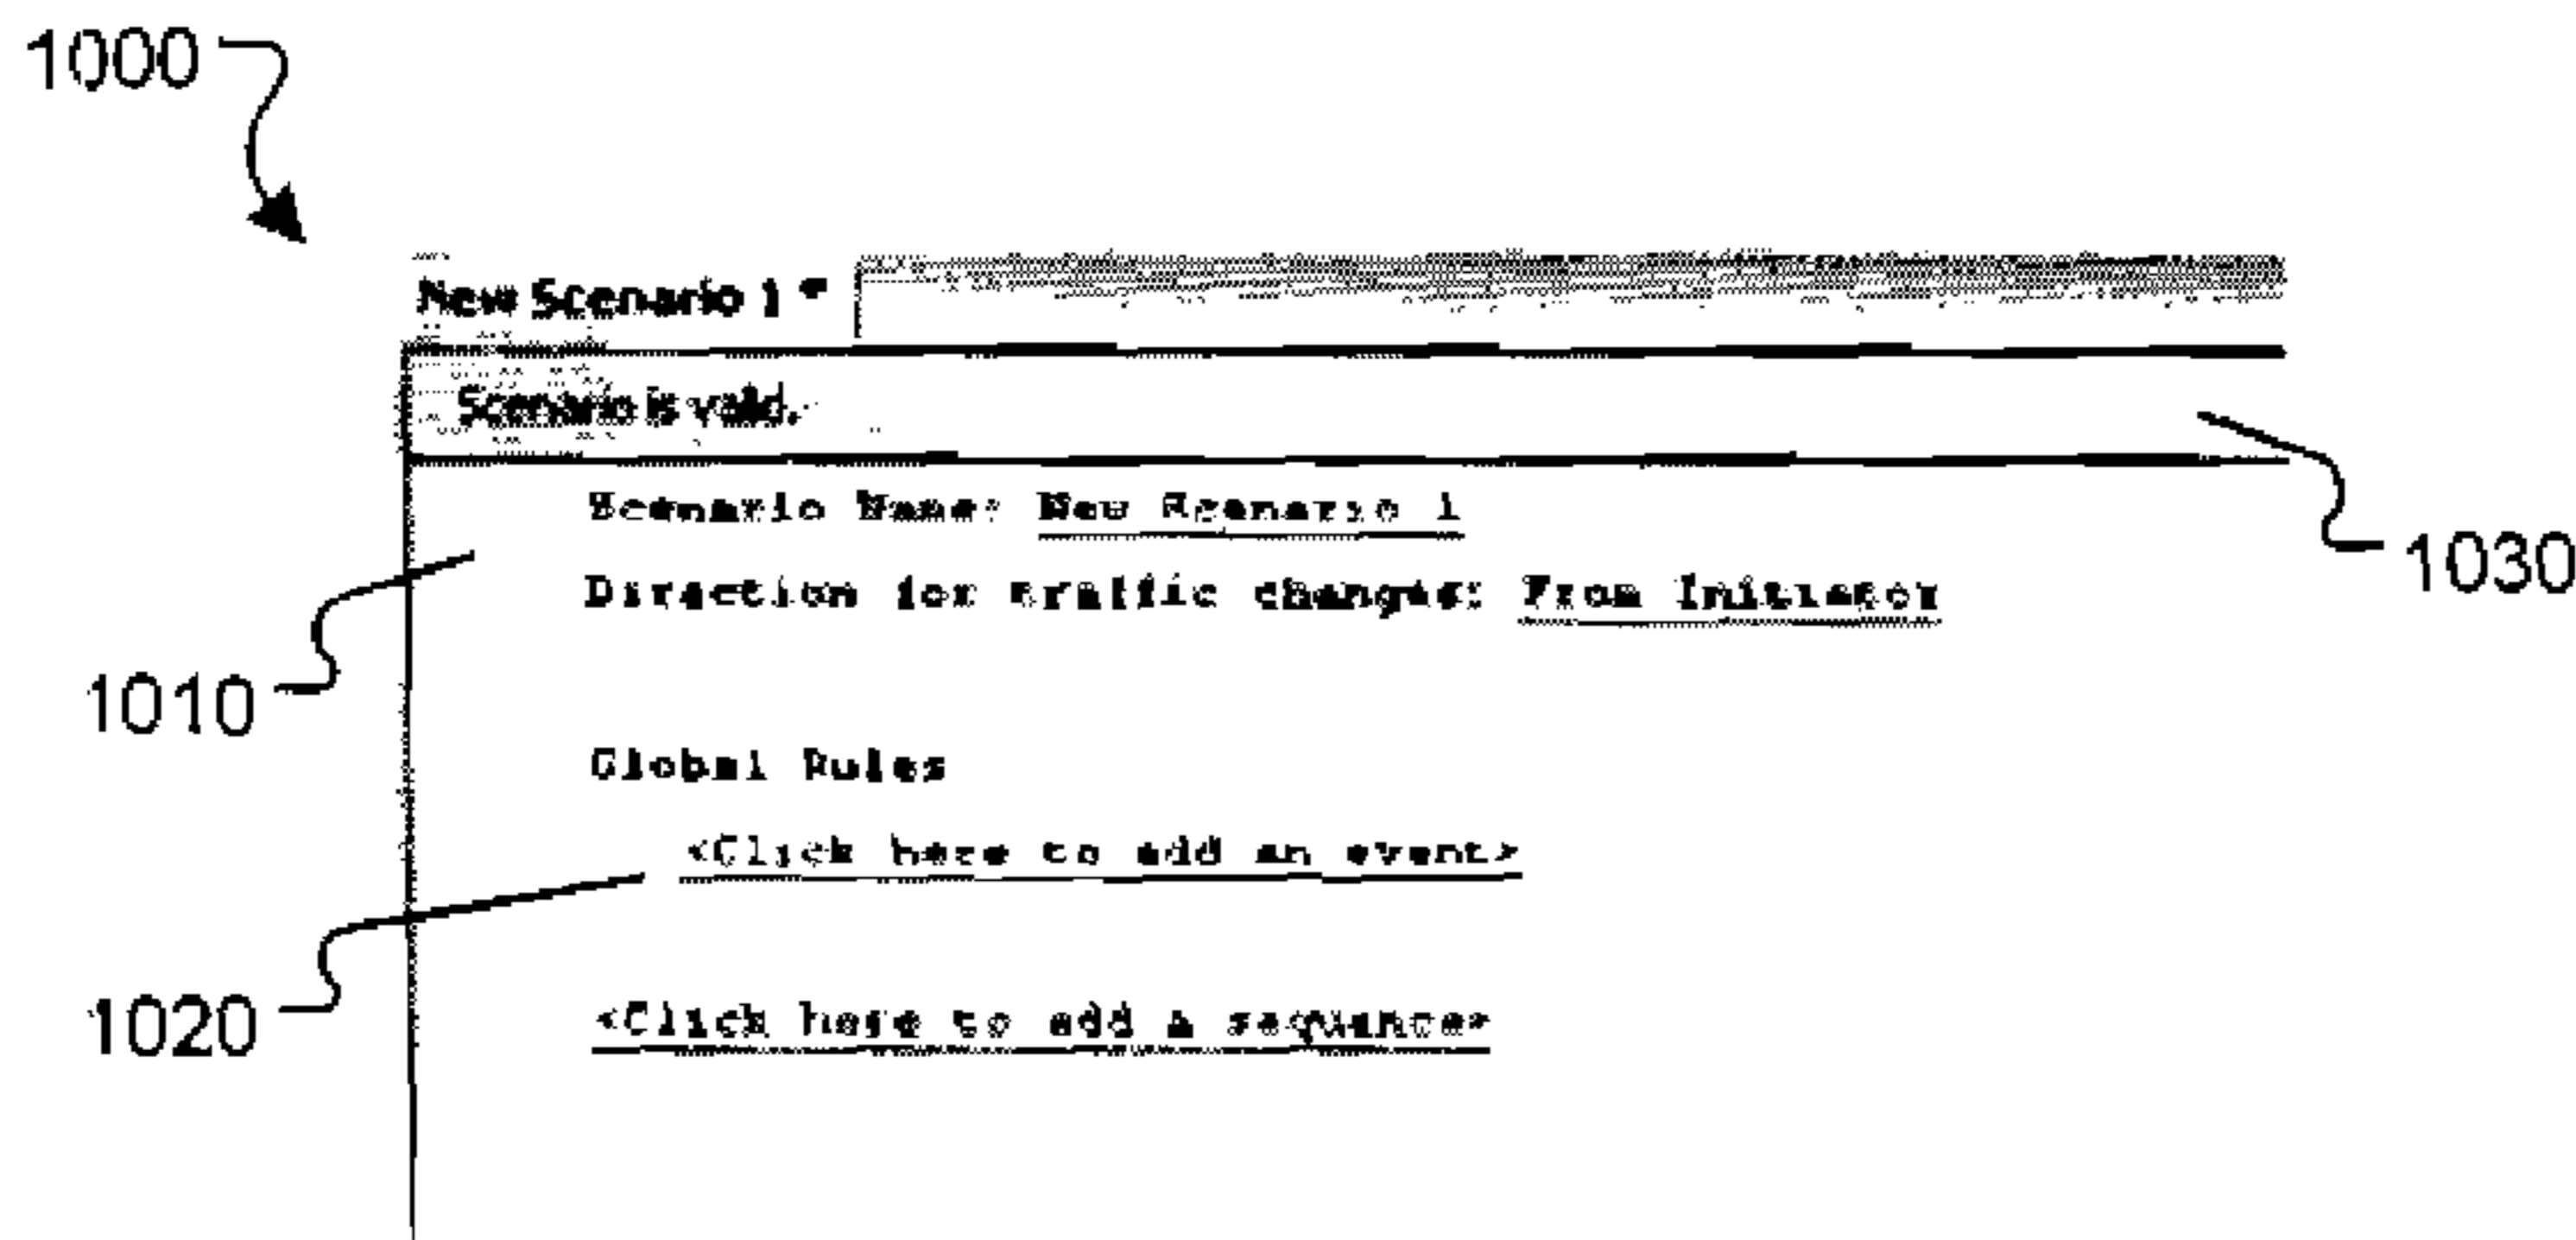 1000
New Scenario 1 *
Scenario is valid.
1030
Scenario Name: New Scenario 1
Direction for traffic changes: From Initiator
1010
Global Rules
<Click here to add an event>
1020
<Click here to add a sequence>